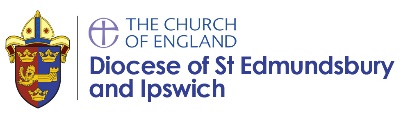 THE CHURCH
OF ENGLAND
Diocese of St Edmundsbury
and Ipswich